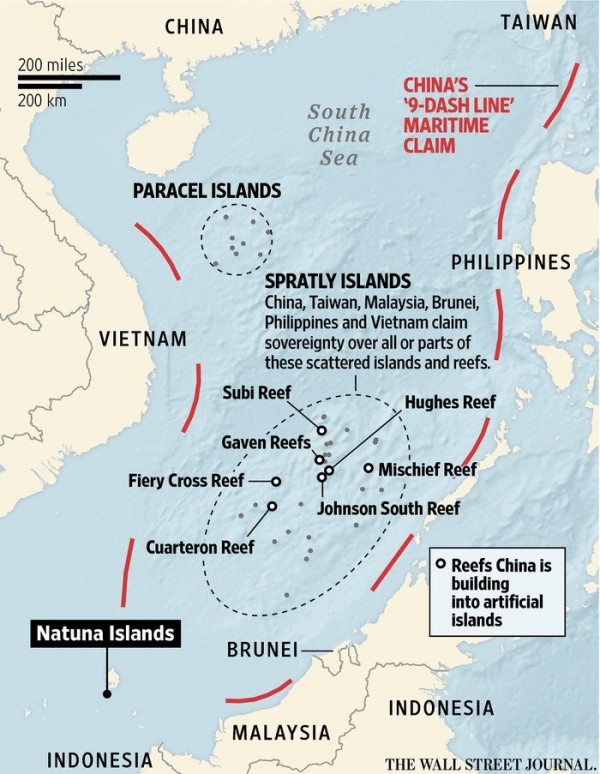 CHINA
TAIWAN
200 miles
200 km
CHINA'S
'9-DASH LINE'
MARITIME
CLAIM
South
China
Sea
PARACEL ISLANDS
PHILIPPINES
SPRATLY ISLANDS
China, Taiwan, Malaysia, Brunei,
Philippines and Vietnam claim
sovereignty over all or parts of
these scattered islands and reefs.
VIETNAM
Subi Reef
Hughes Reef
Gaven Reefs
Mischief Reef
Fiery Cross Reef
Johnson South Reef
Cuarteron Reef
Reefs China is
building
into artificial
islands
Natuna Islands
BRUNEI
INDONESIA
MALAYSIA
INDONESIA
THE WALL STREET JOURNAL.